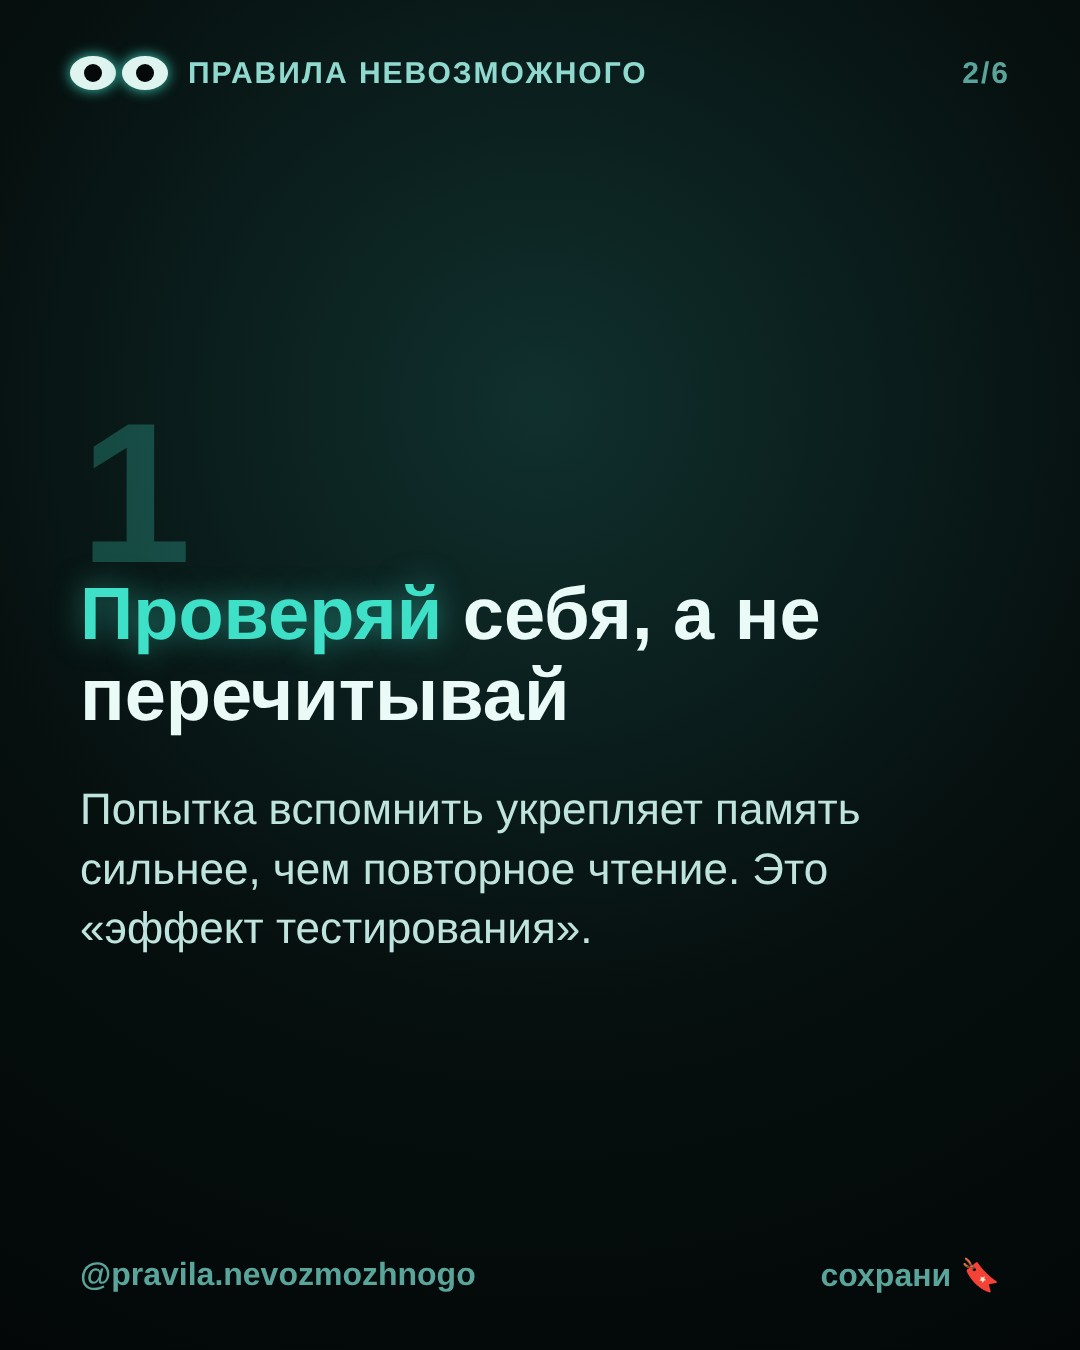 ПРАВИЛА НЕВОЗМОЖНОГО
2/6
1
Проверяй себя, а не
перечитывай
Попытка вспомнить укрепляет память
сильнее, чем повторное чтение. Это
«эффект тестирования».
@pravila.nevozmozhnogo
сохрани 🔖